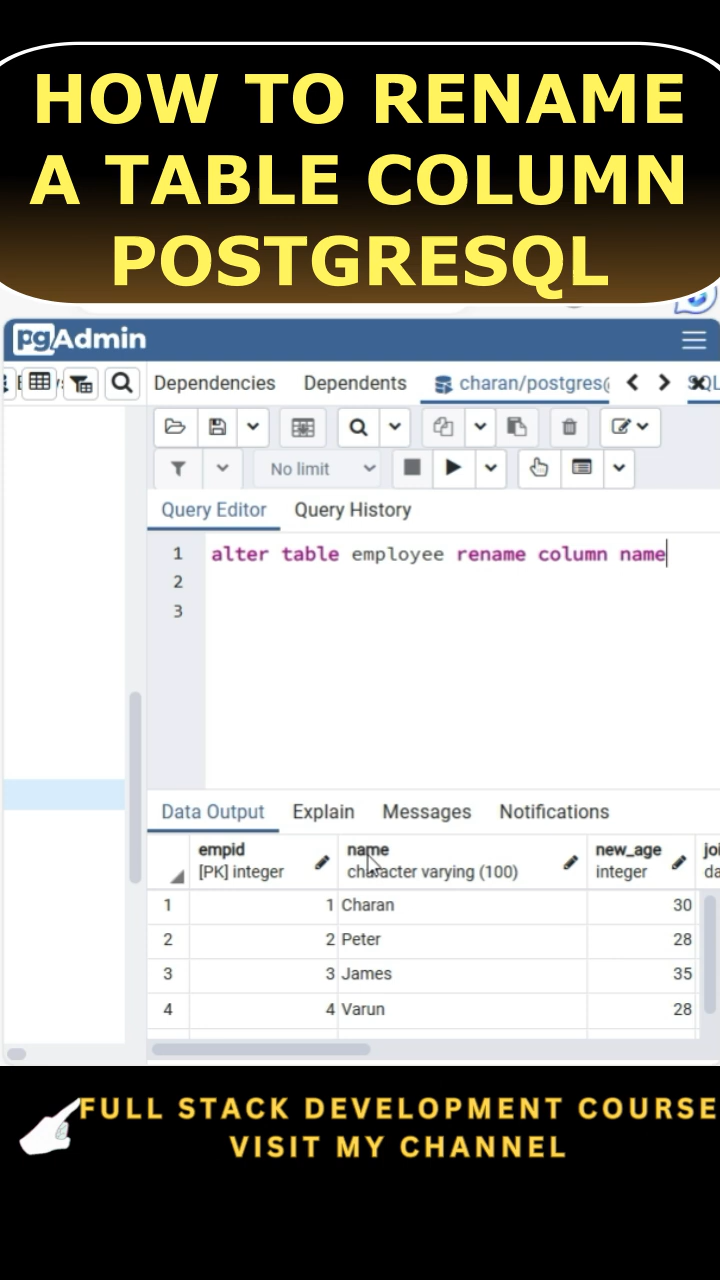 HOW TO RENAME
A TABLE COLUMN
POSTGRESQL
pgAdmin
Dependencies Dependents charan/postgres@
No limit
Query Editor Query History
1 alter table employee rename column name
2
3
Data Output Explain Messages Notifications
empid name new_age joi
[PK] integer character varying (100) integer da
1 1 Charan 30
2 2 Peter 28
3 3 James 35
4 4 Varun 28
FULL STACK DEVELOPMENT COURSE
VISIT MY CHANNEL